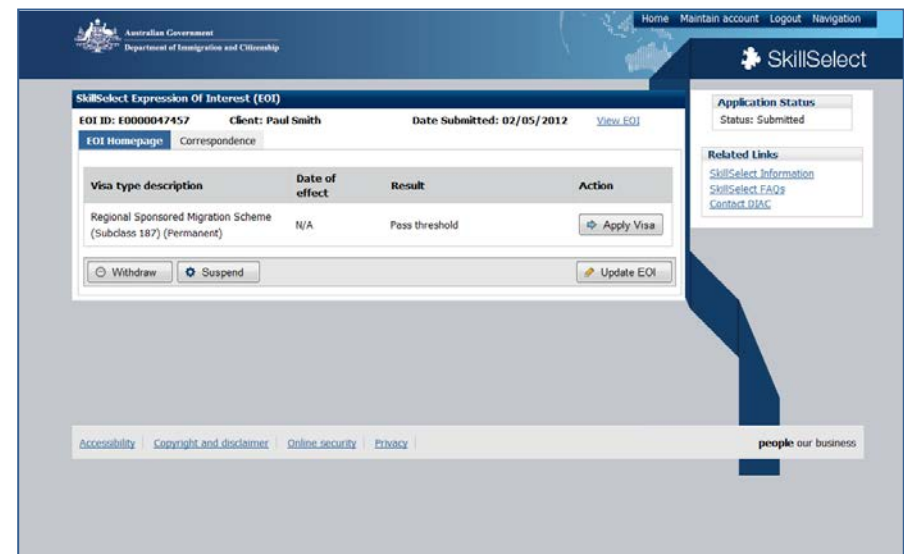 Home Maintain account Logout Navigation
Australian Government
Department of Immigration and Citizenship
SkillSelect
SkillSelect Expression Of Interest (EOI)
EOI ID: E0000047457 Client: Paul Smith Date Submitted: 02/05/2012 View EOI
EOI Homepage Correspondence
Visa type description Date of effect Result Action
Regional Sponsored Migration Scheme
(Subclass 187) (Permanent) N/A Pass threshold Apply Visa
Withdraw Suspend Update EOI
Application Status
Status: Submitted
Related Links
SkillSelect Information
SkillSelect FAQs
Contact DIAC
Accessibility Copyright and disclaimer Online security Privacy people our business